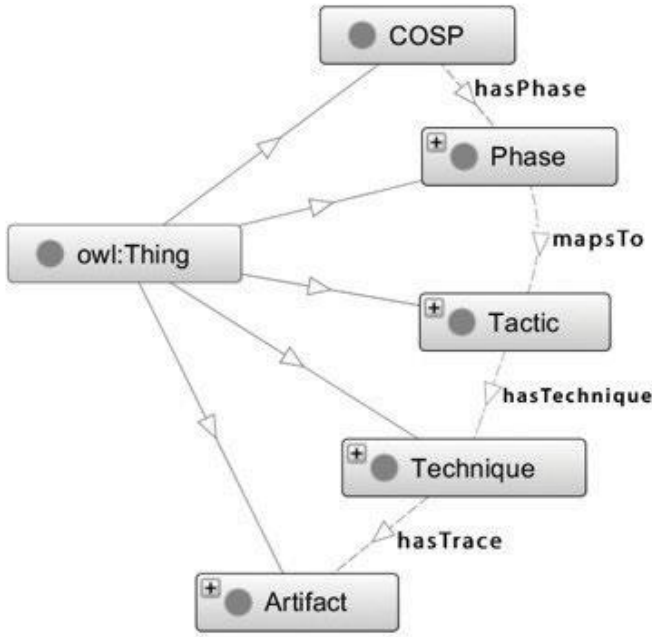 COSP
hasPhase
Phase
owl:Thing
mapsTo
Tactic
hasTechnique
Technique
hasTrace
Artifact